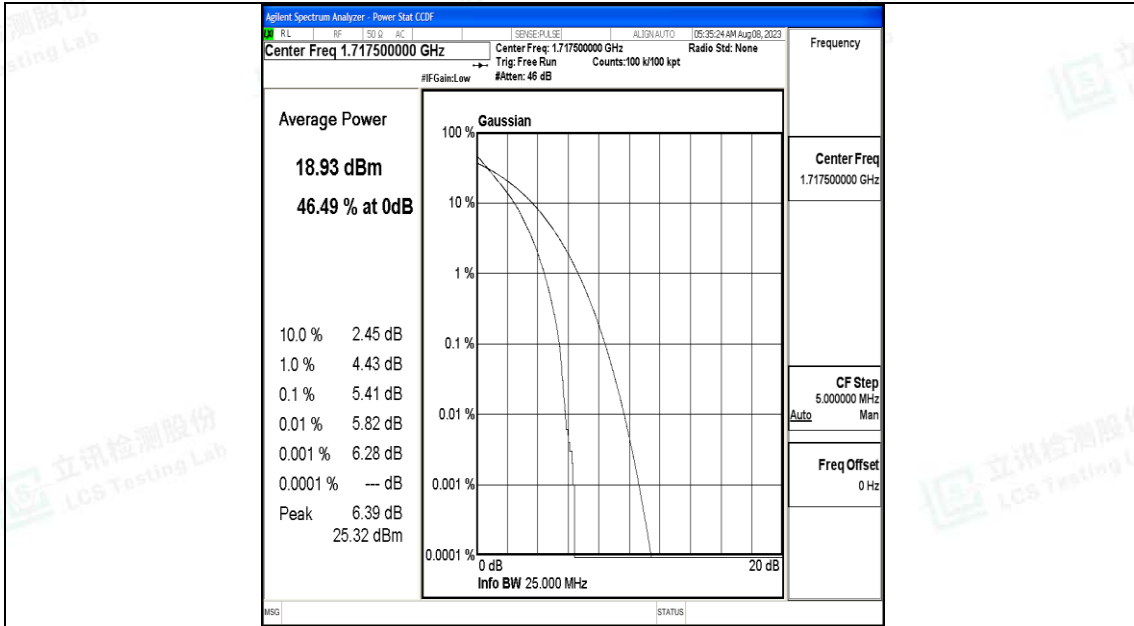 Agilent Spectrum Analyzer - Power Stat CCDF
RL RF 50 Ω AC SENSE:PULSE ALIGN AUTO 05:35:24 AM Aug 08, 2023
Center Freq 1.717500000 GHz
Center Freq: 1.717500000 GHz
Radio Std: None
Trig: Free Run Counts:100 k/100 kpt
#IFGain:Low
#Atten: 46 dB
Frequency
Average Power
18.93 dBm
46.49 % at 0dB
10.0 % 2.45 dB
1.0 % 4.43 dB
0.1 % 5.41 dB
0.01 % 5.82 dB
0.001 % 6.28 dB
0.0001 % --- dB
Peak 6.39 dB
25.32 dBm
Gaussian
100 %
10 %
1 %
0.1 %
0.01 %
0.001 %
0.0001 %
0 dB
20 dB
Info BW 25.000 MHz
Center Freq
1.717500000 GHz
CF Step
5.000000 MHz
Auto Man
Freq Offset
0 Hz
MSG
STATUS
立讯检测股份
LCS Testing Lab